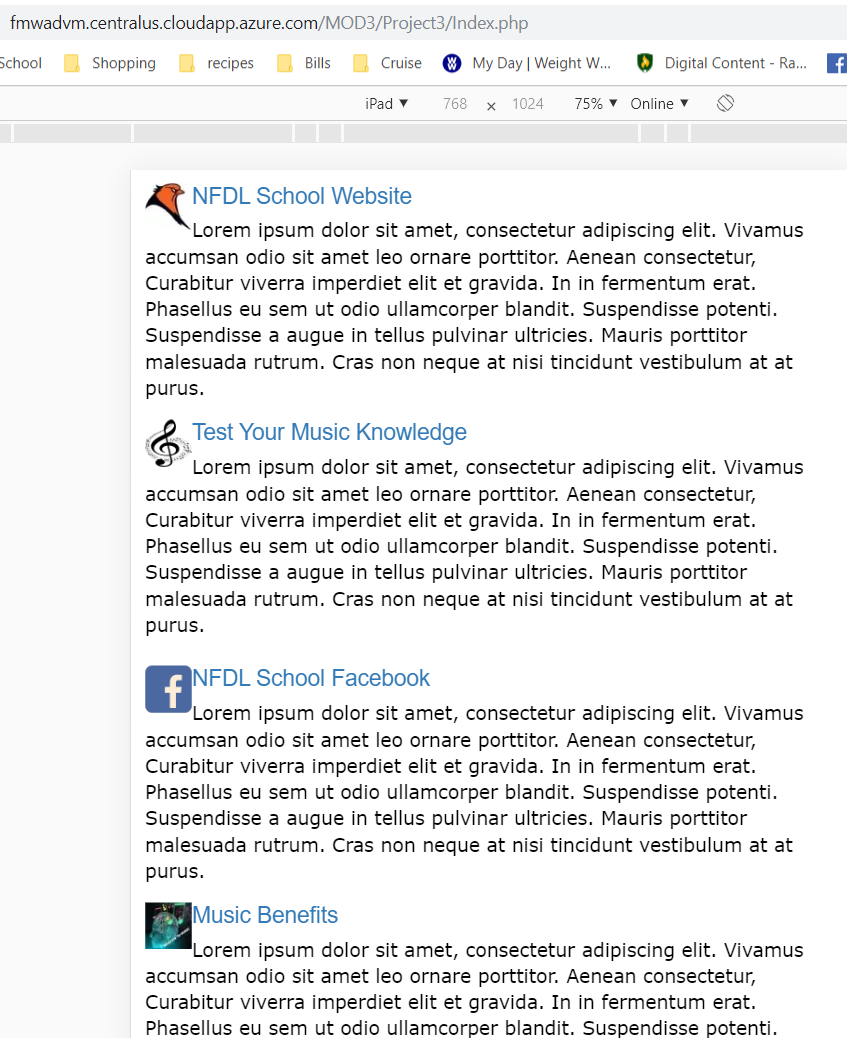 fmwadvm.centralus.cloudapp.azure.com/MOD3/Project3/Index.php
School Shopping recipes Bills Cruise My Day | Weight W... Digital Content - Ra...
iPad ▼ 768 × 1024 75% ▼ Online ▼
NFDL School Website
Lorem ipsum dolor sit amet, consectetur adipiscing elit. Vivamus
accumsan odio sit amet leo ornare porttitor. Aenean consectetur,
Curabitur viverra imperdiet elit et gravida. In in fermentum erat.
Phasellus eu sem ut odio ullamcorper blandit. Suspendisse potenti.
Suspendisse a augue in tellus pulvinar ultricies. Mauris porttitor
malesuada rutrum. Cras non neque at nisi tincidunt vestibulum at at
purus.
Test Your Music Knowledge
Lorem ipsum dolor sit amet, consectetur adipiscing elit. Vivamus
accumsan odio sit amet leo ornare porttitor. Aenean consectetur,
Curabitur viverra imperdiet elit et gravida. In in fermentum erat.
Phasellus eu sem ut odio ullamcorper blandit. Suspendisse potenti.
Suspendisse a augue in tellus pulvinar ultricies. Mauris porttitor
malesuada rutrum. Cras non neque at nisi tincidunt vestibulum at at
purus.
NFDL School Facebook
Lorem ipsum dolor sit amet, consectetur adipiscing elit. Vivamus
accumsan odio sit amet leo ornare porttitor. Aenean consectetur,
Curabitur viverra imperdiet elit et gravida. In in fermentum erat.
Phasellus eu sem ut odio ullamcorper blandit. Suspendisse potenti.
Suspendisse a augue in tellus pulvinar ultricies. Mauris porttitor
malesuada rutrum. Cras non neque at nisi tincidunt vestibulum at at
purus.
Music Benefits
Lorem ipsum dolor sit amet, consectetur adipiscing elit. Vivamus
accumsan odio sit amet leo ornare porttitor. Aenean consectetur,
Curabitur viverra imperdiet elit et gravida. In in fermentum erat.
Phasellus eu sem ut odio ullamcorper blandit. Suspendisse potenti.